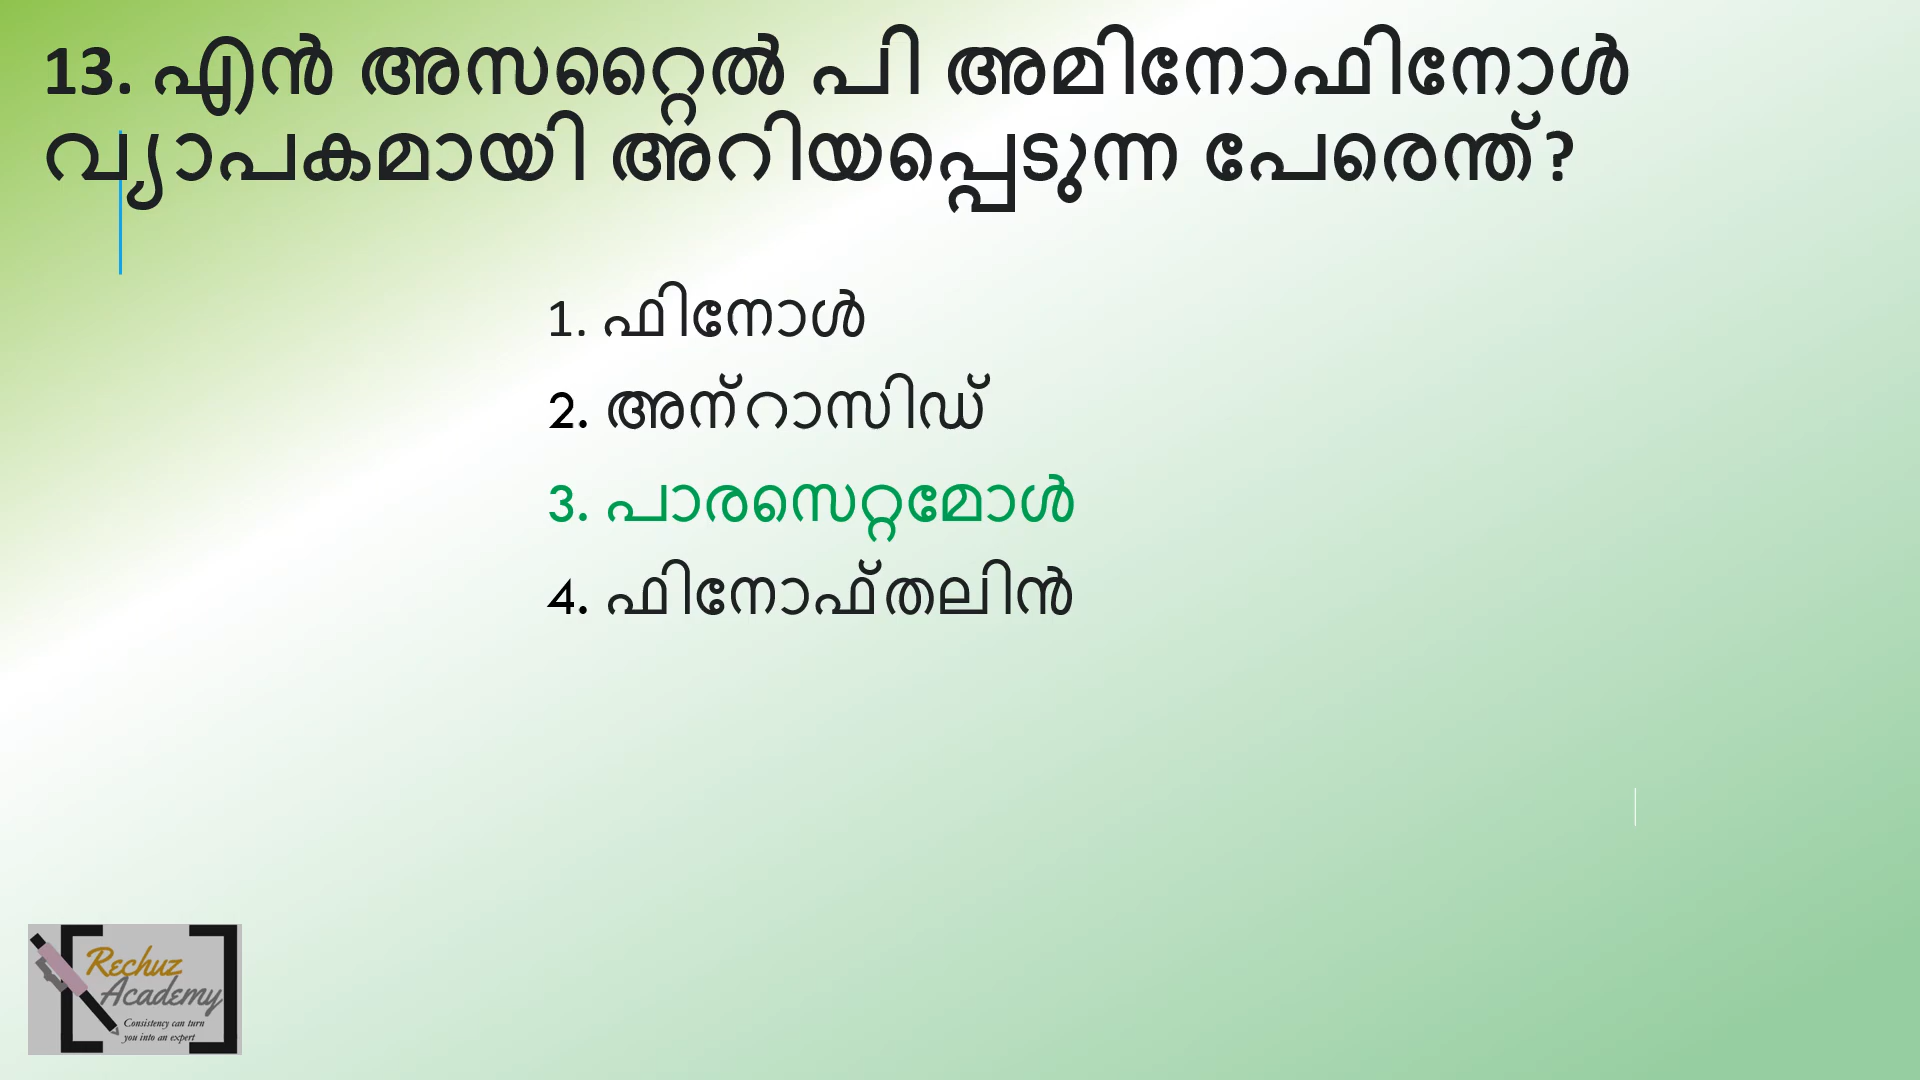 13. എൻ അസറ്റൈൽ പി അമിനോഫിനോൾ
വ്യാപകമായി അറിയപ്പെടുന്ന പേരെന്ത്?
1. ഫിനോൾ
2. അന്റാസിഡ്
3. പാരസെറ്റമോൾ
4. ഫിനോഫ്തലിൻ
Rechuz
Academy
Consistency can turn
you into an expert